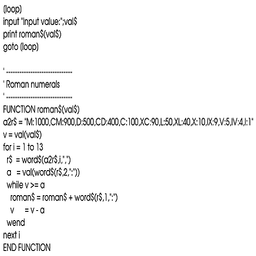 [loop]
input "Input value:";val$
print roman$(val$)
goto [loop]
' ------------------------------
' Roman numerals
' ------------------------------
FUNCTION roman$(val$)
a2r$ = "M:1000,CM:900,D:500,CD:400,C:100,XC:90,L:50,XL:40,X:10,IX:9,V:5,IV:4,I:1"
v = val(val$)
for i = 1 to 13
  r$  = word$(a2r$,i,",")
  a   = val(word$(r$,2,":"))
  while v >= a
    roman$ = roman$ + word$(r$,1,":")
    v      = v - a
  wend
next i
END FUNCTION